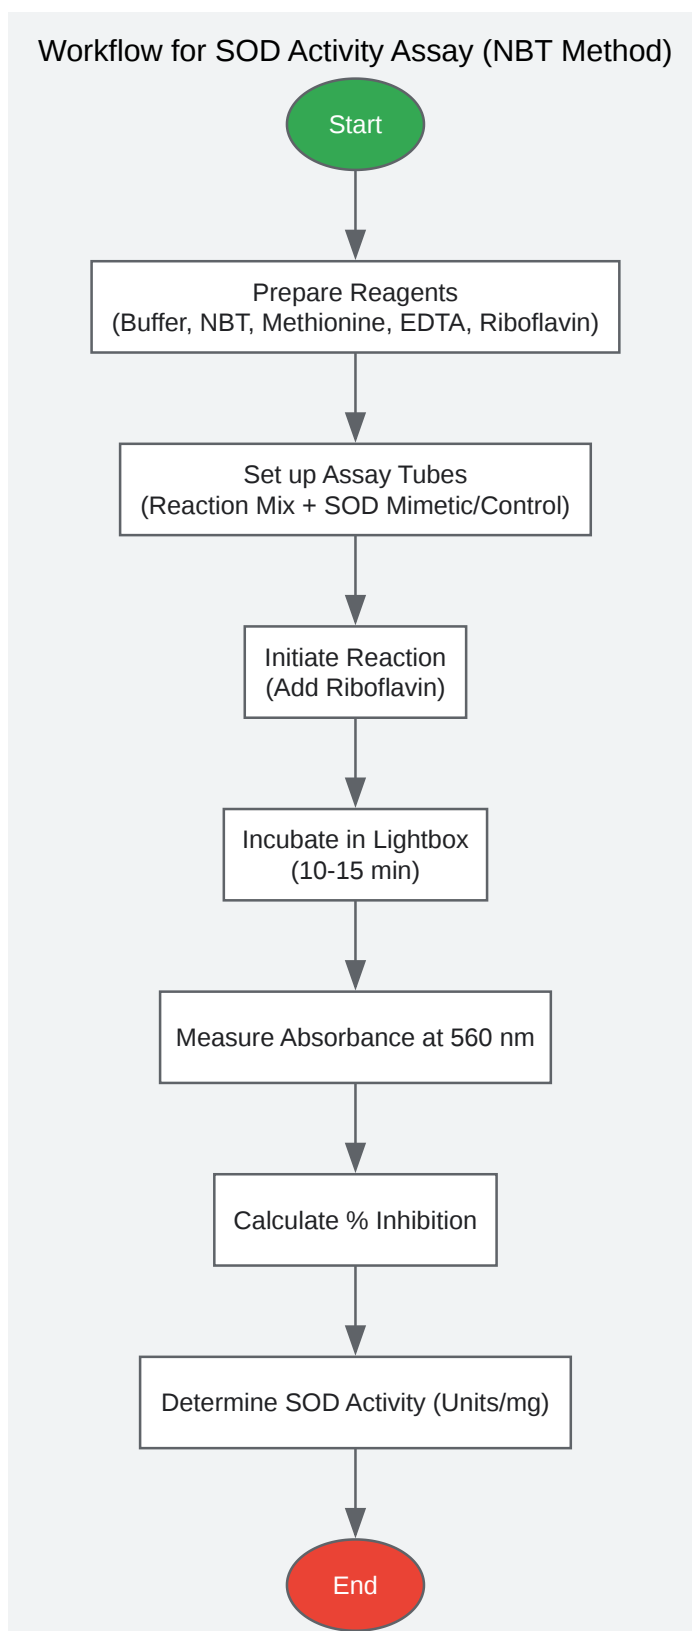 Workflow for SOD Activity Assay (NBT Method)
Start
Prepare Reagents
(Buffer, NBT, Methionine, EDTA, Riboflavin)
Set up Assay Tubes
(Reaction Mix + SOD Mimetic/Control)
Initiate Reaction
(Add Riboflavin)
Incubate in Lightbox
(10-15 min)
Measure Absorbance at 560 nm
Calculate % Inhibition
Determine SOD Activity (Units/mg)
End